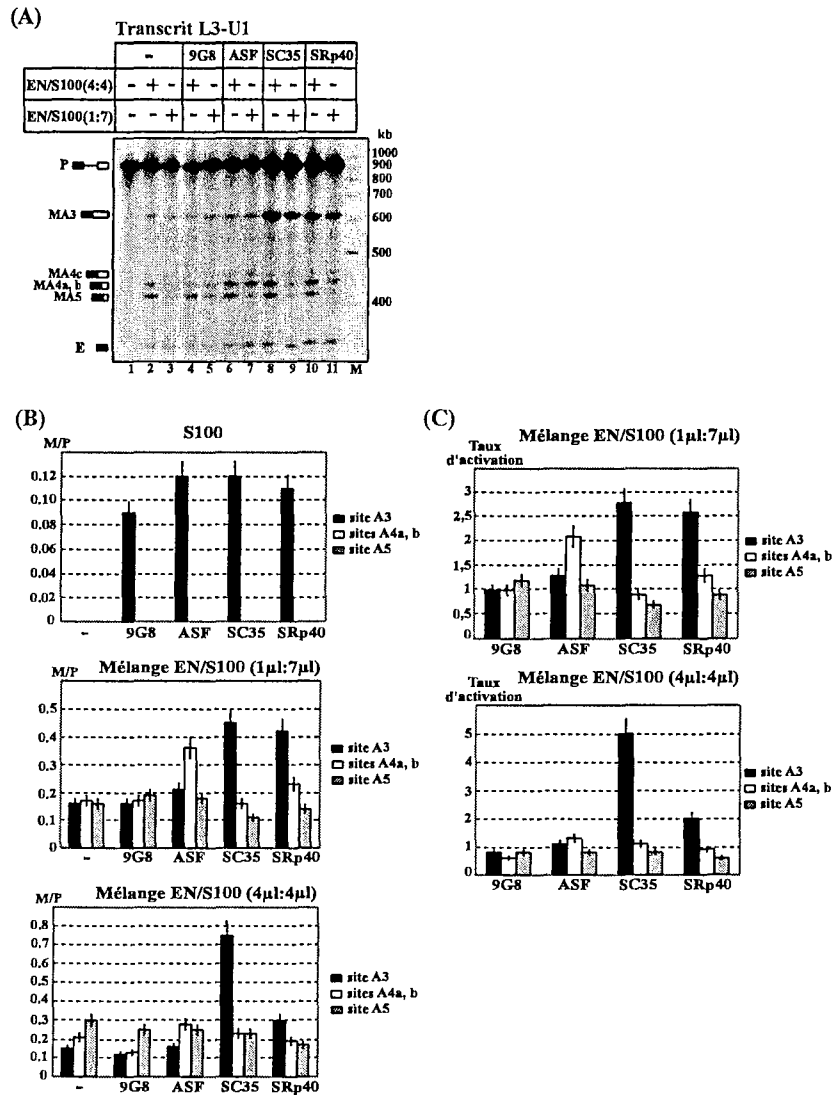 (A)
Transcrit L3-U1
- 9G8 ASF SC35 SRp40
EN/S100(4:4) - + - + - + - + - + -
EN/S100(1:7) - - + - + - + - + - +
kb
P
1000
900
800
700
MA3
600
500
MA4c
MA4a, b
MA5
400
E
1 2 3 4 5 6 7 8 9 10 11 M
(B)
S100
M/P
0.12
0.10
0.08
0.06
0.04
0.02
0
- 9G8 ASF SC35 SRp40
site A3
sites A4a, b
site A5
Mélange EN/S100 (1µl:7µl)
M/P
0,5
0,4
0,3
0,2
0,1
0
- 9G8 ASF SC35 SRp40
site A3
sites A4a, b
site A5
Mélange EN/S100 (4µl:4µl)
M/P
0.8
0.7
0.6
0.5
0.4
0.3
0.2
0.1
0
- 9G8 ASF SC35 SRp40
site A3
sites A4a, b
site A5
(C)
Mélange EN/S100 (1µl:7µl)
Taux
d'activation
3
2,5
2
1,5
1
0,5
0
9G8 ASF SC35 SRp40
site A3
sites A4a, b
site A5
Mélange EN/S100 (4µl:4µl)
Taux
d'activation
5
4
3
2
1
0
9G8 ASF SC35 SRp40
site A3
sites A4a, b
site A5